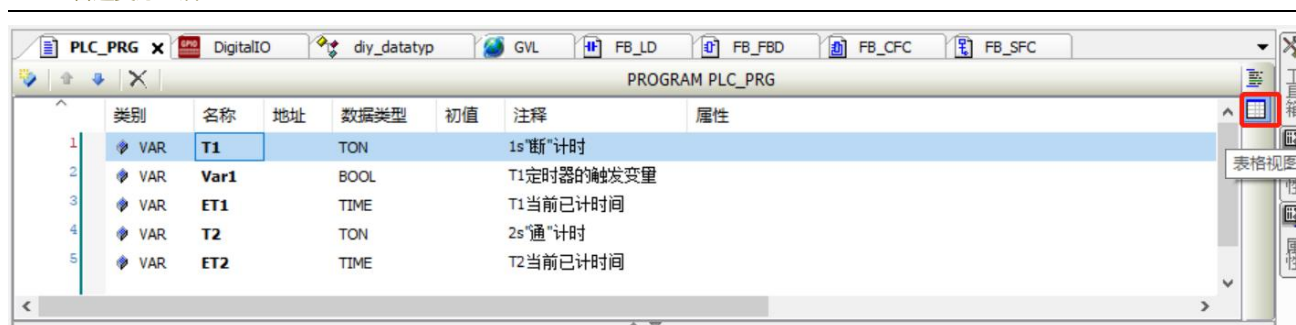 PLC_PRG X GPIO DigitalIO diy_datatyp GVL FB_LD FB_FBD FB_CFC FB_SFC
PROGRAM PLC_PRG
类别 名称 地址 数据类型 初值 注释 属性
1 VAR T1 TON 1s"断"计时
2 VAR Var1 BOOL T1定时器的触发变量
3 VAR ET1 TIME T1当前已计时间
4 VAR T2 TON 2s"通"计时
5 VAR ET2 TIME T2当前已计时间
表格视图
属性